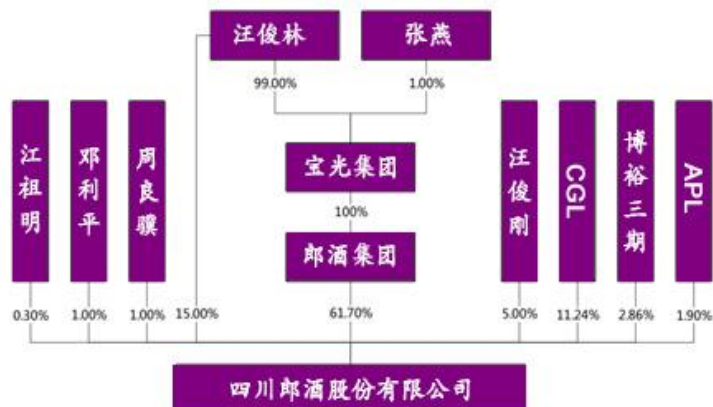 汪俊林
张燕
99.00%
1.00%
江祖明
邓利平
周良骥
宝光集团
汪俊刚
CGL
博裕三期
APL
100%
郎酒集团
0.30%
1.00%
1.00%
15.00%
61.70%
5.00%
11.24%
2.86%
1.90%
四川郎酒股份有限公司